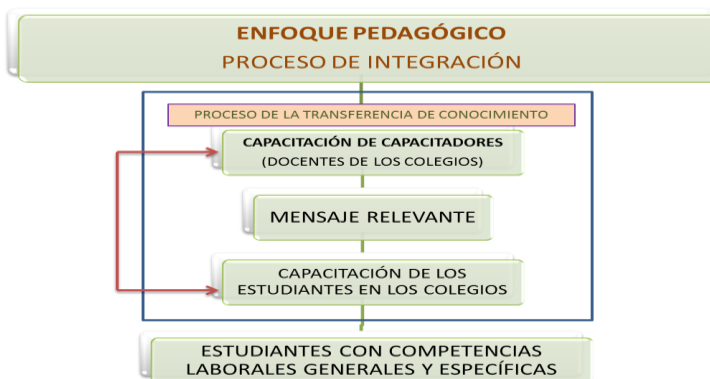 ENFOQUE PEDAGÓGICO
PROCESO DE INTEGRACIÓN
PROCESO DE LA TRANSFERENCIA DE CONOCIMIENTO
CAPACITACIÓN DE CAPACITADORES
(DOCENTES DE LOS COLEGIOS)
MENSAJE RELEVANTE
CAPACITACIÓN DE LOS
ESTUDIANTES EN LOS COLEGIOS
ESTUDIANTES CON COMPETENCIAS
LABORALES GENERALES Y ESPECÍFICAS